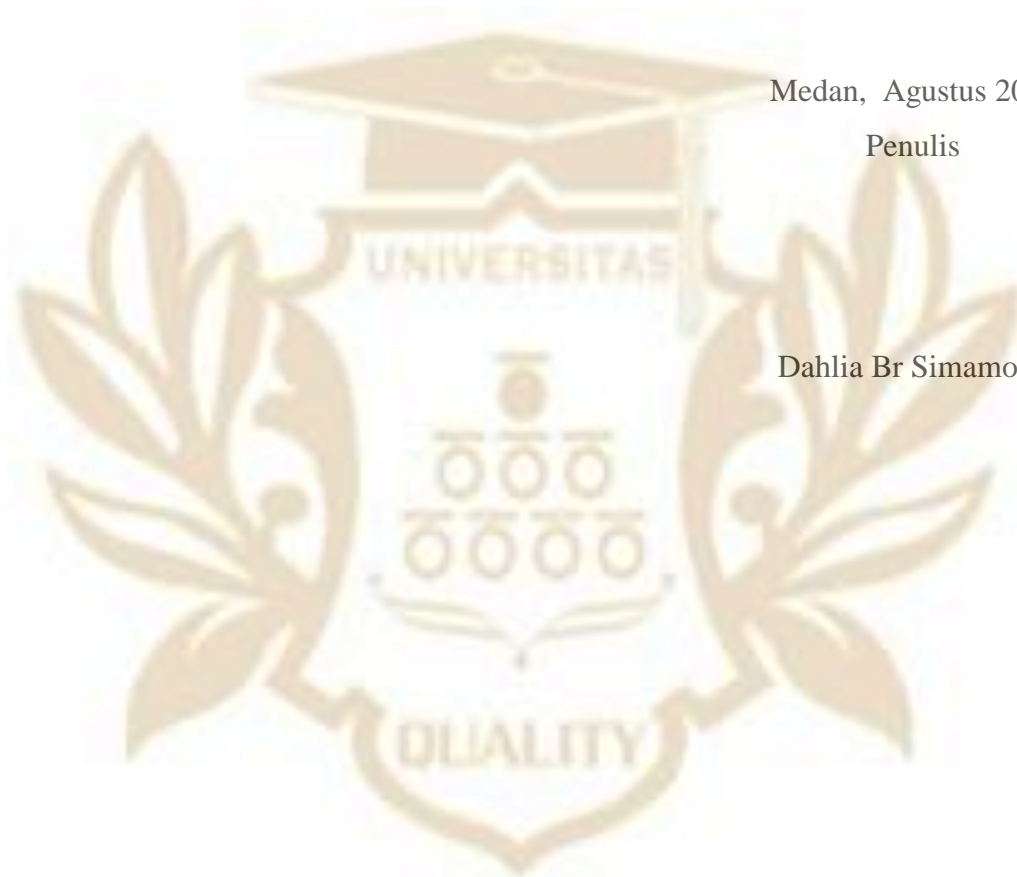 Medan, Agustus 20
Penulis
UNIVERSITAS
Dahlia Br Simamo
QUALITY